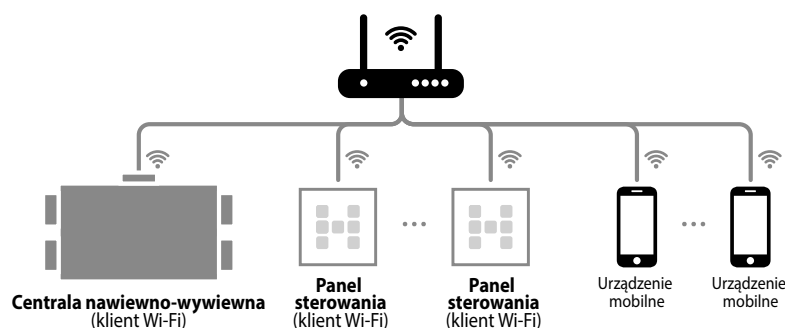 Centrala nawiewno-wywiewna
(klient Wi-Fi)
Panel
sterowania
(klient Wi-Fi)
...
Panel
sterowania
(klient Wi-Fi)
Urządzenie
mobilne
...
Urządzenie
mobilne